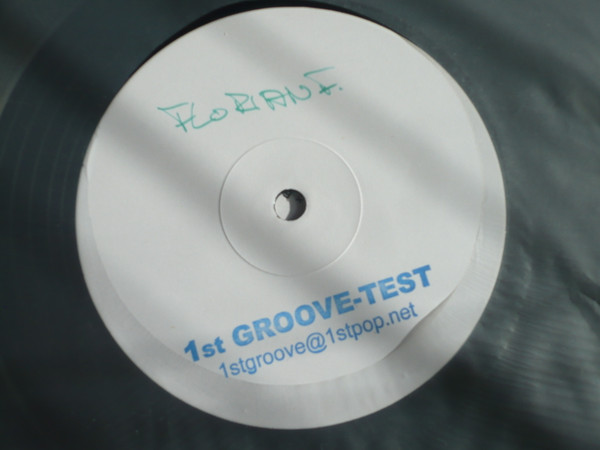 FLORIAN F.
1st GROOVE-TEST
1stgroove@1stpop.net